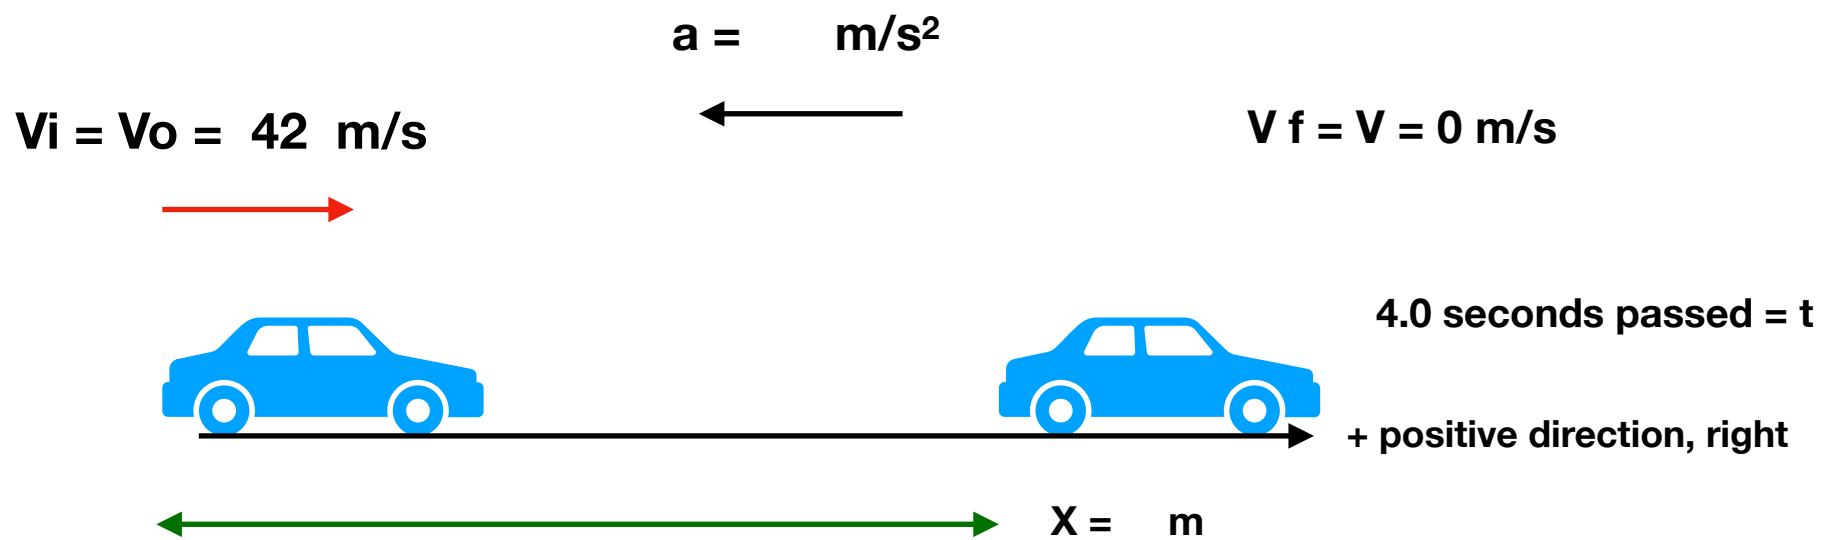 a = m/s²
Vi = Vo = 42 m/s
V f = V = 0 m/s
4.0 seconds passed = t
+ positive direction, right
X = m